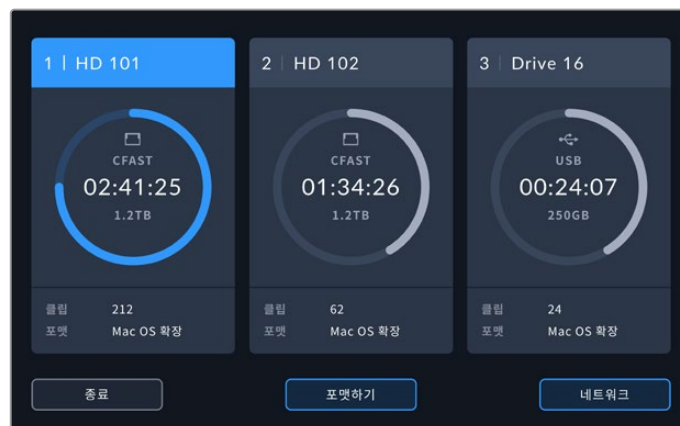 1 | HD 101
2 | HD 102
3 | Drive 16
CFAST
02:41:25
1.2TB
CFAST
01:34:26
1.2TB
USB
00:24:07
250GB
클립 212
포맷 Mac OS 확장
클립 62
포맷 Mac OS 확장
클립 24
포맷 Mac OS 확장
종료
포맷하기
네트워크